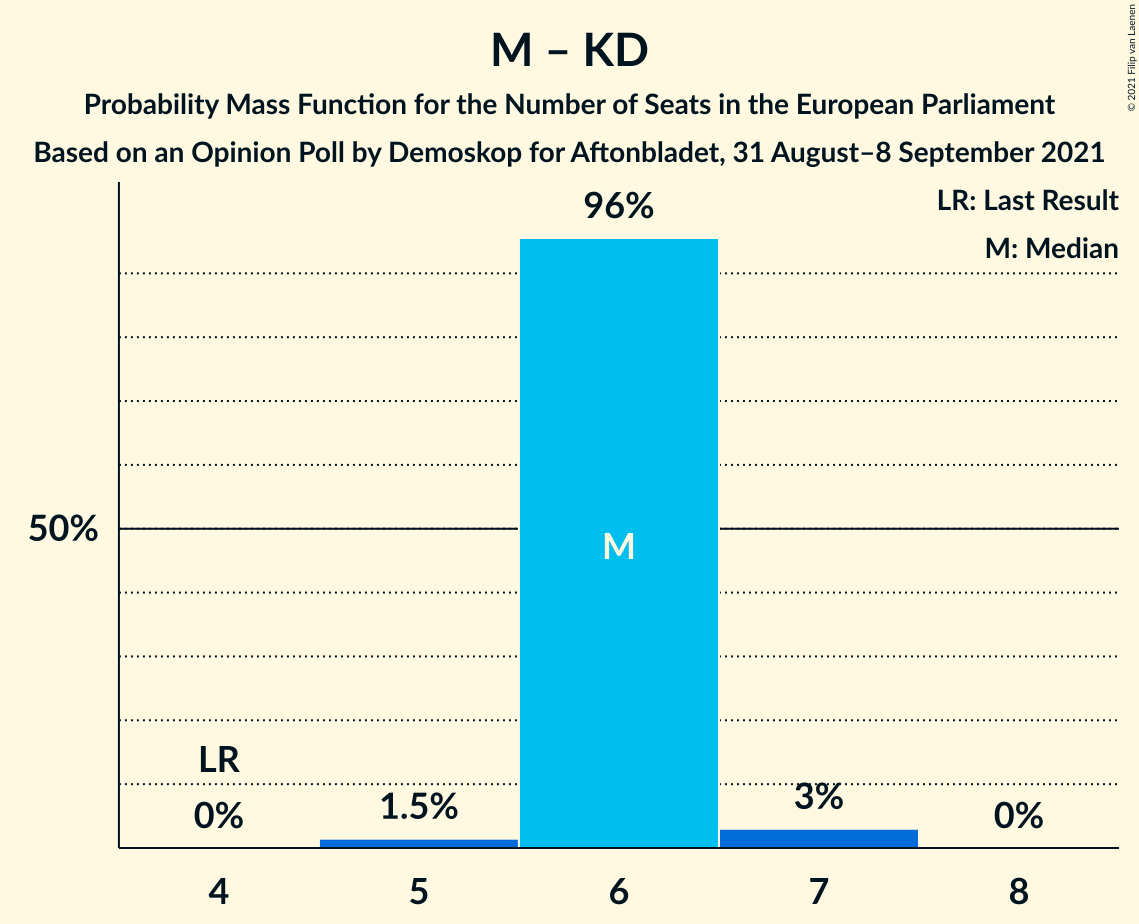 M – KD
Probability Mass Function for the Number of Seats in the European Parliament
Based on an Opinion Poll by Demoskop for Aftonbladet, 31 August–8 September 2021
© 2021 Filip van Laenen
LR: Last Result
M: Median
96%
50%
M
LR
0%
1.5%
3%
0%
4 5 6 7 8